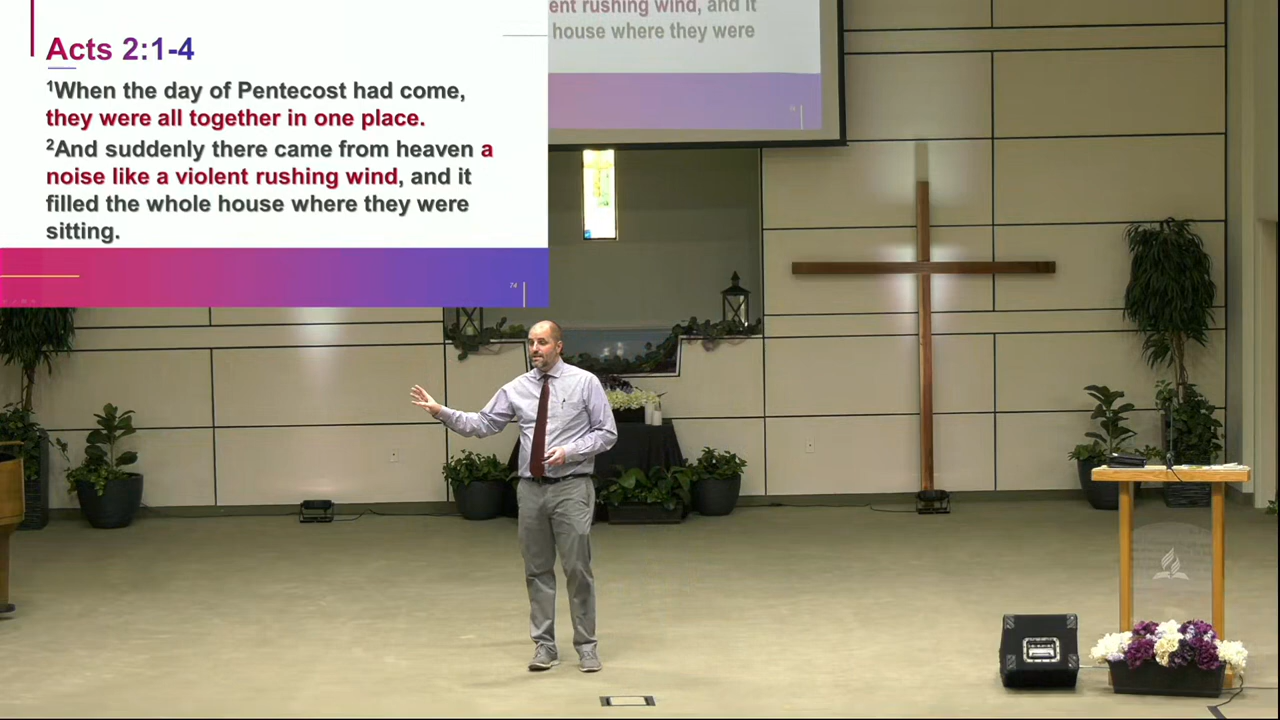 Acts 2:1-4
¹When the day of Pentecost had come,
they were all together in one place.
²And suddenly there came from heaven a
noise like a violent rushing wind, and it
filled the whole house where they were
sitting.
74
ent rushing wind, and it
house where they were